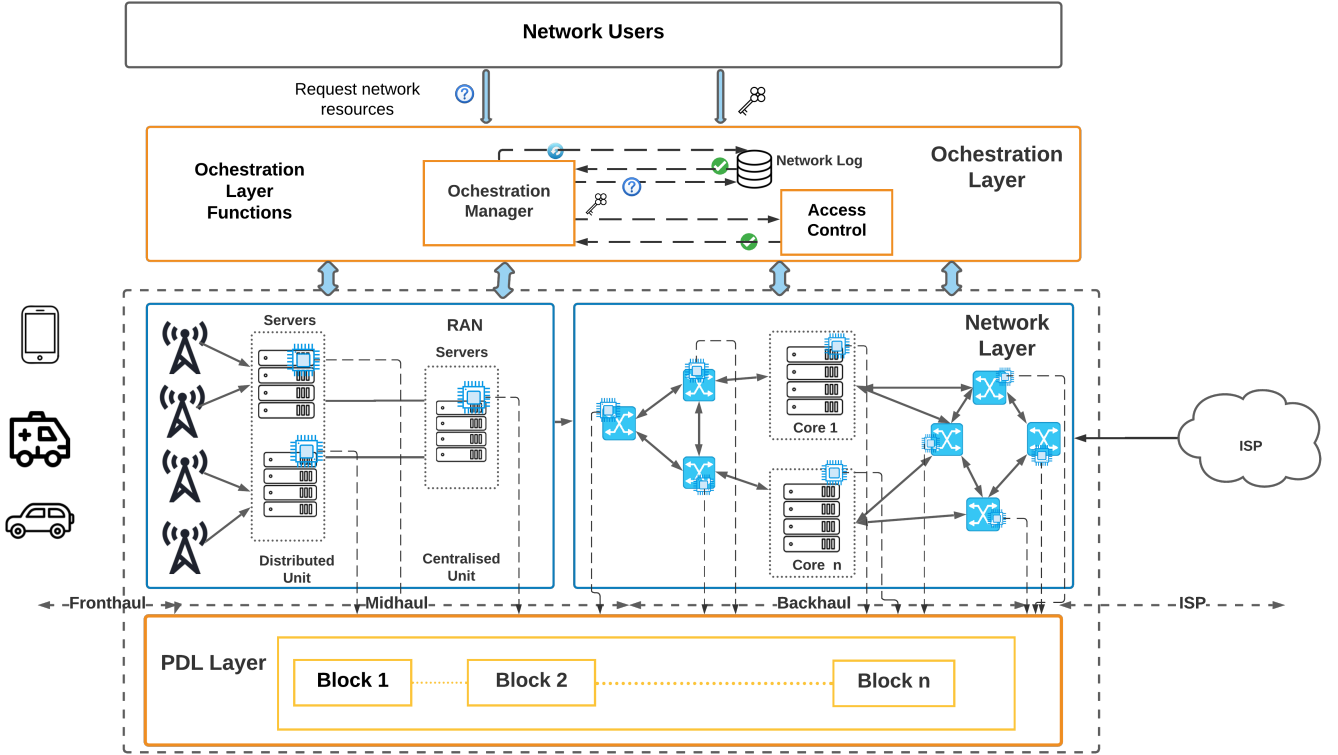 Network Users
Request network
resources
?
Ochestration
Layer
Functions
Ochestration
Manager
?
Network Log
Access
Control
Ochestration
Layer
Servers
RAN
Servers
Distributed
Unit
Centralised
Unit
Network
Layer
Core 1
Core n
ISP
Fronthaul
Midhaul
Backhaul
ISP
PDL Layer
Block 1
Block 2
Block n